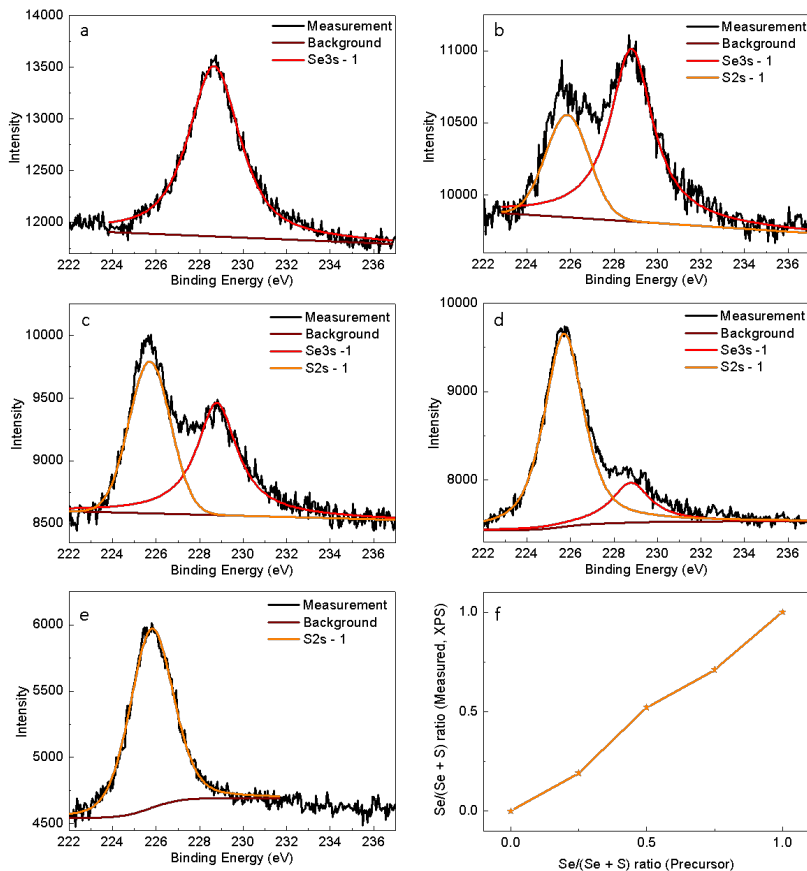 a
Measurement
Background
Se3s - 1
Intensity
13500
13000
12500
12000
222 224 226 228 230 232 234 236
Binding Energy (eV)
b
Measurement
Background
Se3s - 1
S2s - 1
Intensity
11000
10500
10000
222 224 226 228 230 232 234 236
Binding Energy (eV)
c
Measurement
Background
Se3s -1
S2s - 1
Intensity
10000
9500
9000
8500
222 224 226 228 230 232 234 236
Binding Energy (eV)
d
Measurement
Background
Se3s -1
S2s - 1
Intensity
10000
9000
8000
222 224 226 228 230 232 234 236
Binding Energy (eV)
e
Measurement
Background
S2s - 1
Intensity
6000
5500
5000
4500
222 224 226 228 230 232 234 236
Binding Energy (eV)
f
Se/(Se + S) ratio (Measured, XPS)
1.0
0.5
0.0
0.0 0.5 1.0
Se/(Se + S) ratio (Precursor)